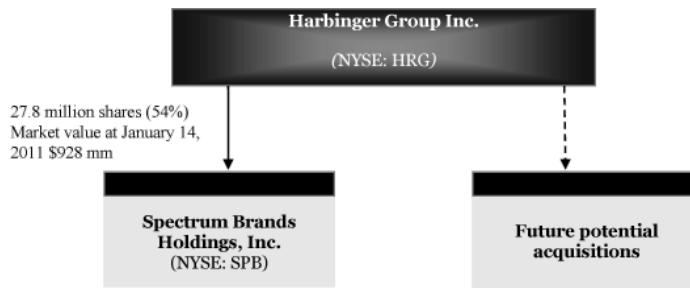 Harbinger Group Inc.
(NYSE: HRG)
27.8 million shares (54%)
Market value at January 14,
2011 $928 mm
Spectrum Brands
Holdings, Inc.
(NYSE: SPB)
Future potential
acquisitions